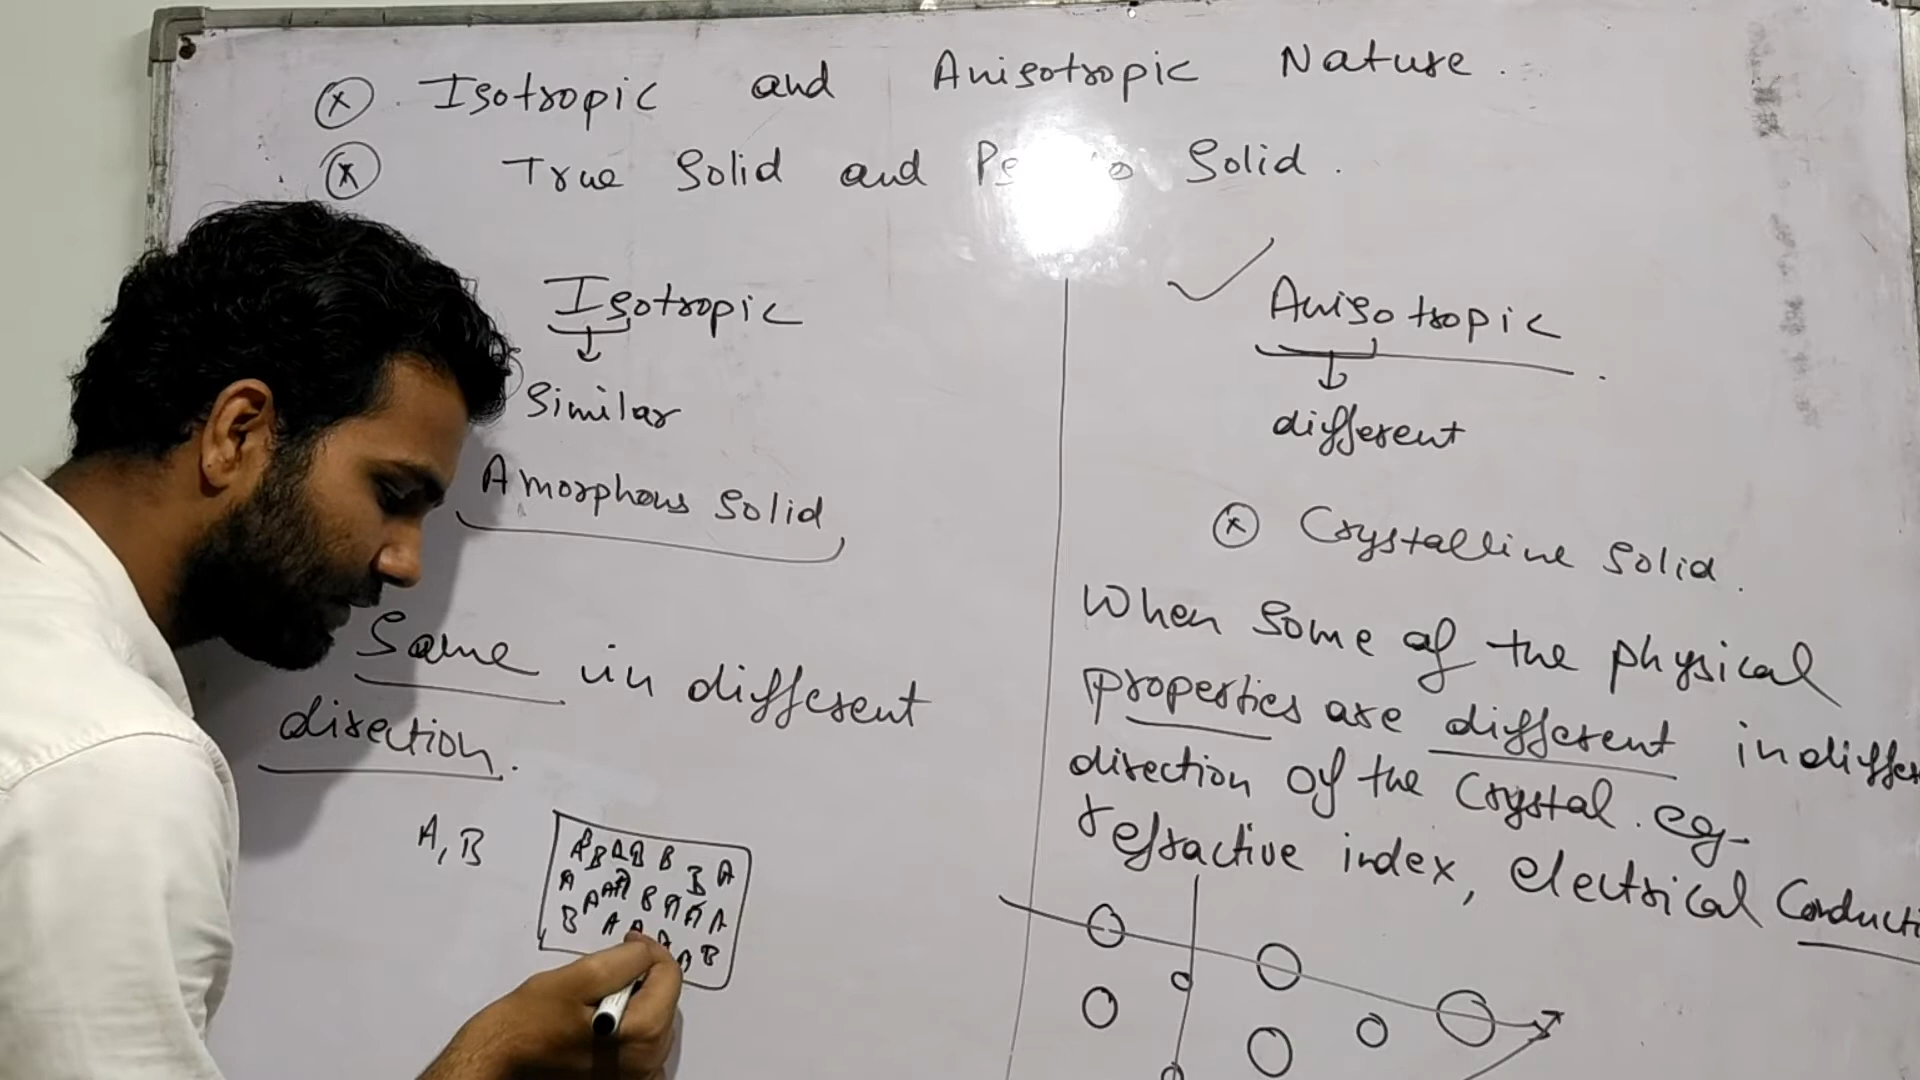 Isotropic and Anisotropic Nature.
True Solid and Solid.
Isotropic
Similar
Amorphous Solid
Same in different
direction.
A, B
A B A B B B A
A A A A B A A A
B A A A A B
Anisotropic
different
Crystalline Solid.
When Some of the physical
properties are different in
direction of the Crystal. eg-
refractive index, electrical